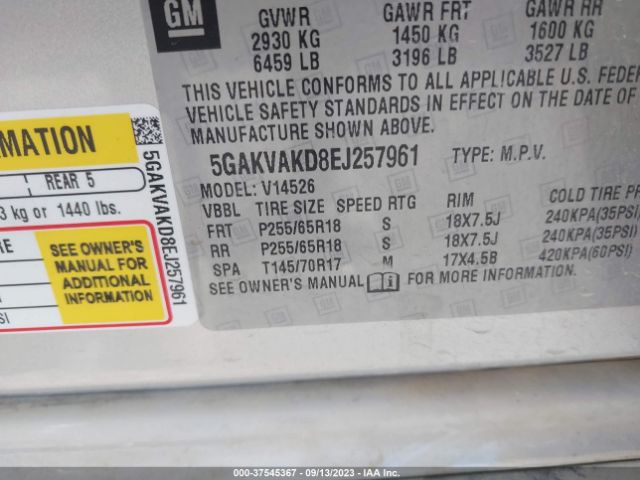 GM
GVWR GAWR FRT GAWR RR
2930 KG 1450 KG 1600 KG
6459 LB 3196 LB 3527 LB
THIS VEHICLE CONFORMS TO ALL APPLICABLE U.S. FEDER
VEHICLE SAFETY STANDARDS IN EFFECT ON THE DATE OF
MANUFACTURE SHOWN ABOVE.
5GAKVAKD8EJ257961 TYPE: M.P.V.
MODEL: V14526
VBBL TIRE SIZE SPEED RTG RIM COLD TIRE PR
FRT P255/65R18 S 18X7.5J 240KPA(35PSI)
RR P255/65R18 S 18X7.5J 240KPA(35PSI)
SPA T145/70R17 M 17X4.5B 420KPA(60PSI)
SEE OWNER'S MANUAL FOR MORE INFORMATION.
RMATION
REAR 5
3 kg or 1440 lbs.
RE
SI
SEE OWNER'S
MANUAL FOR
ADDITIONAL
INFORMATION
5GAKVAKD8EJ257961
000-37545367 - 09/13/2023 - IAAI.COM